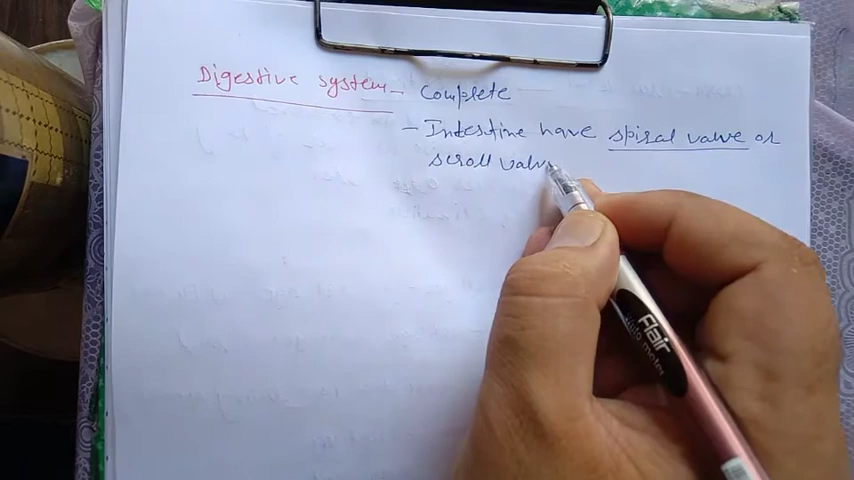 Digestive system - Complete
- Intestine have spiral valve or
scroll valv
Flair